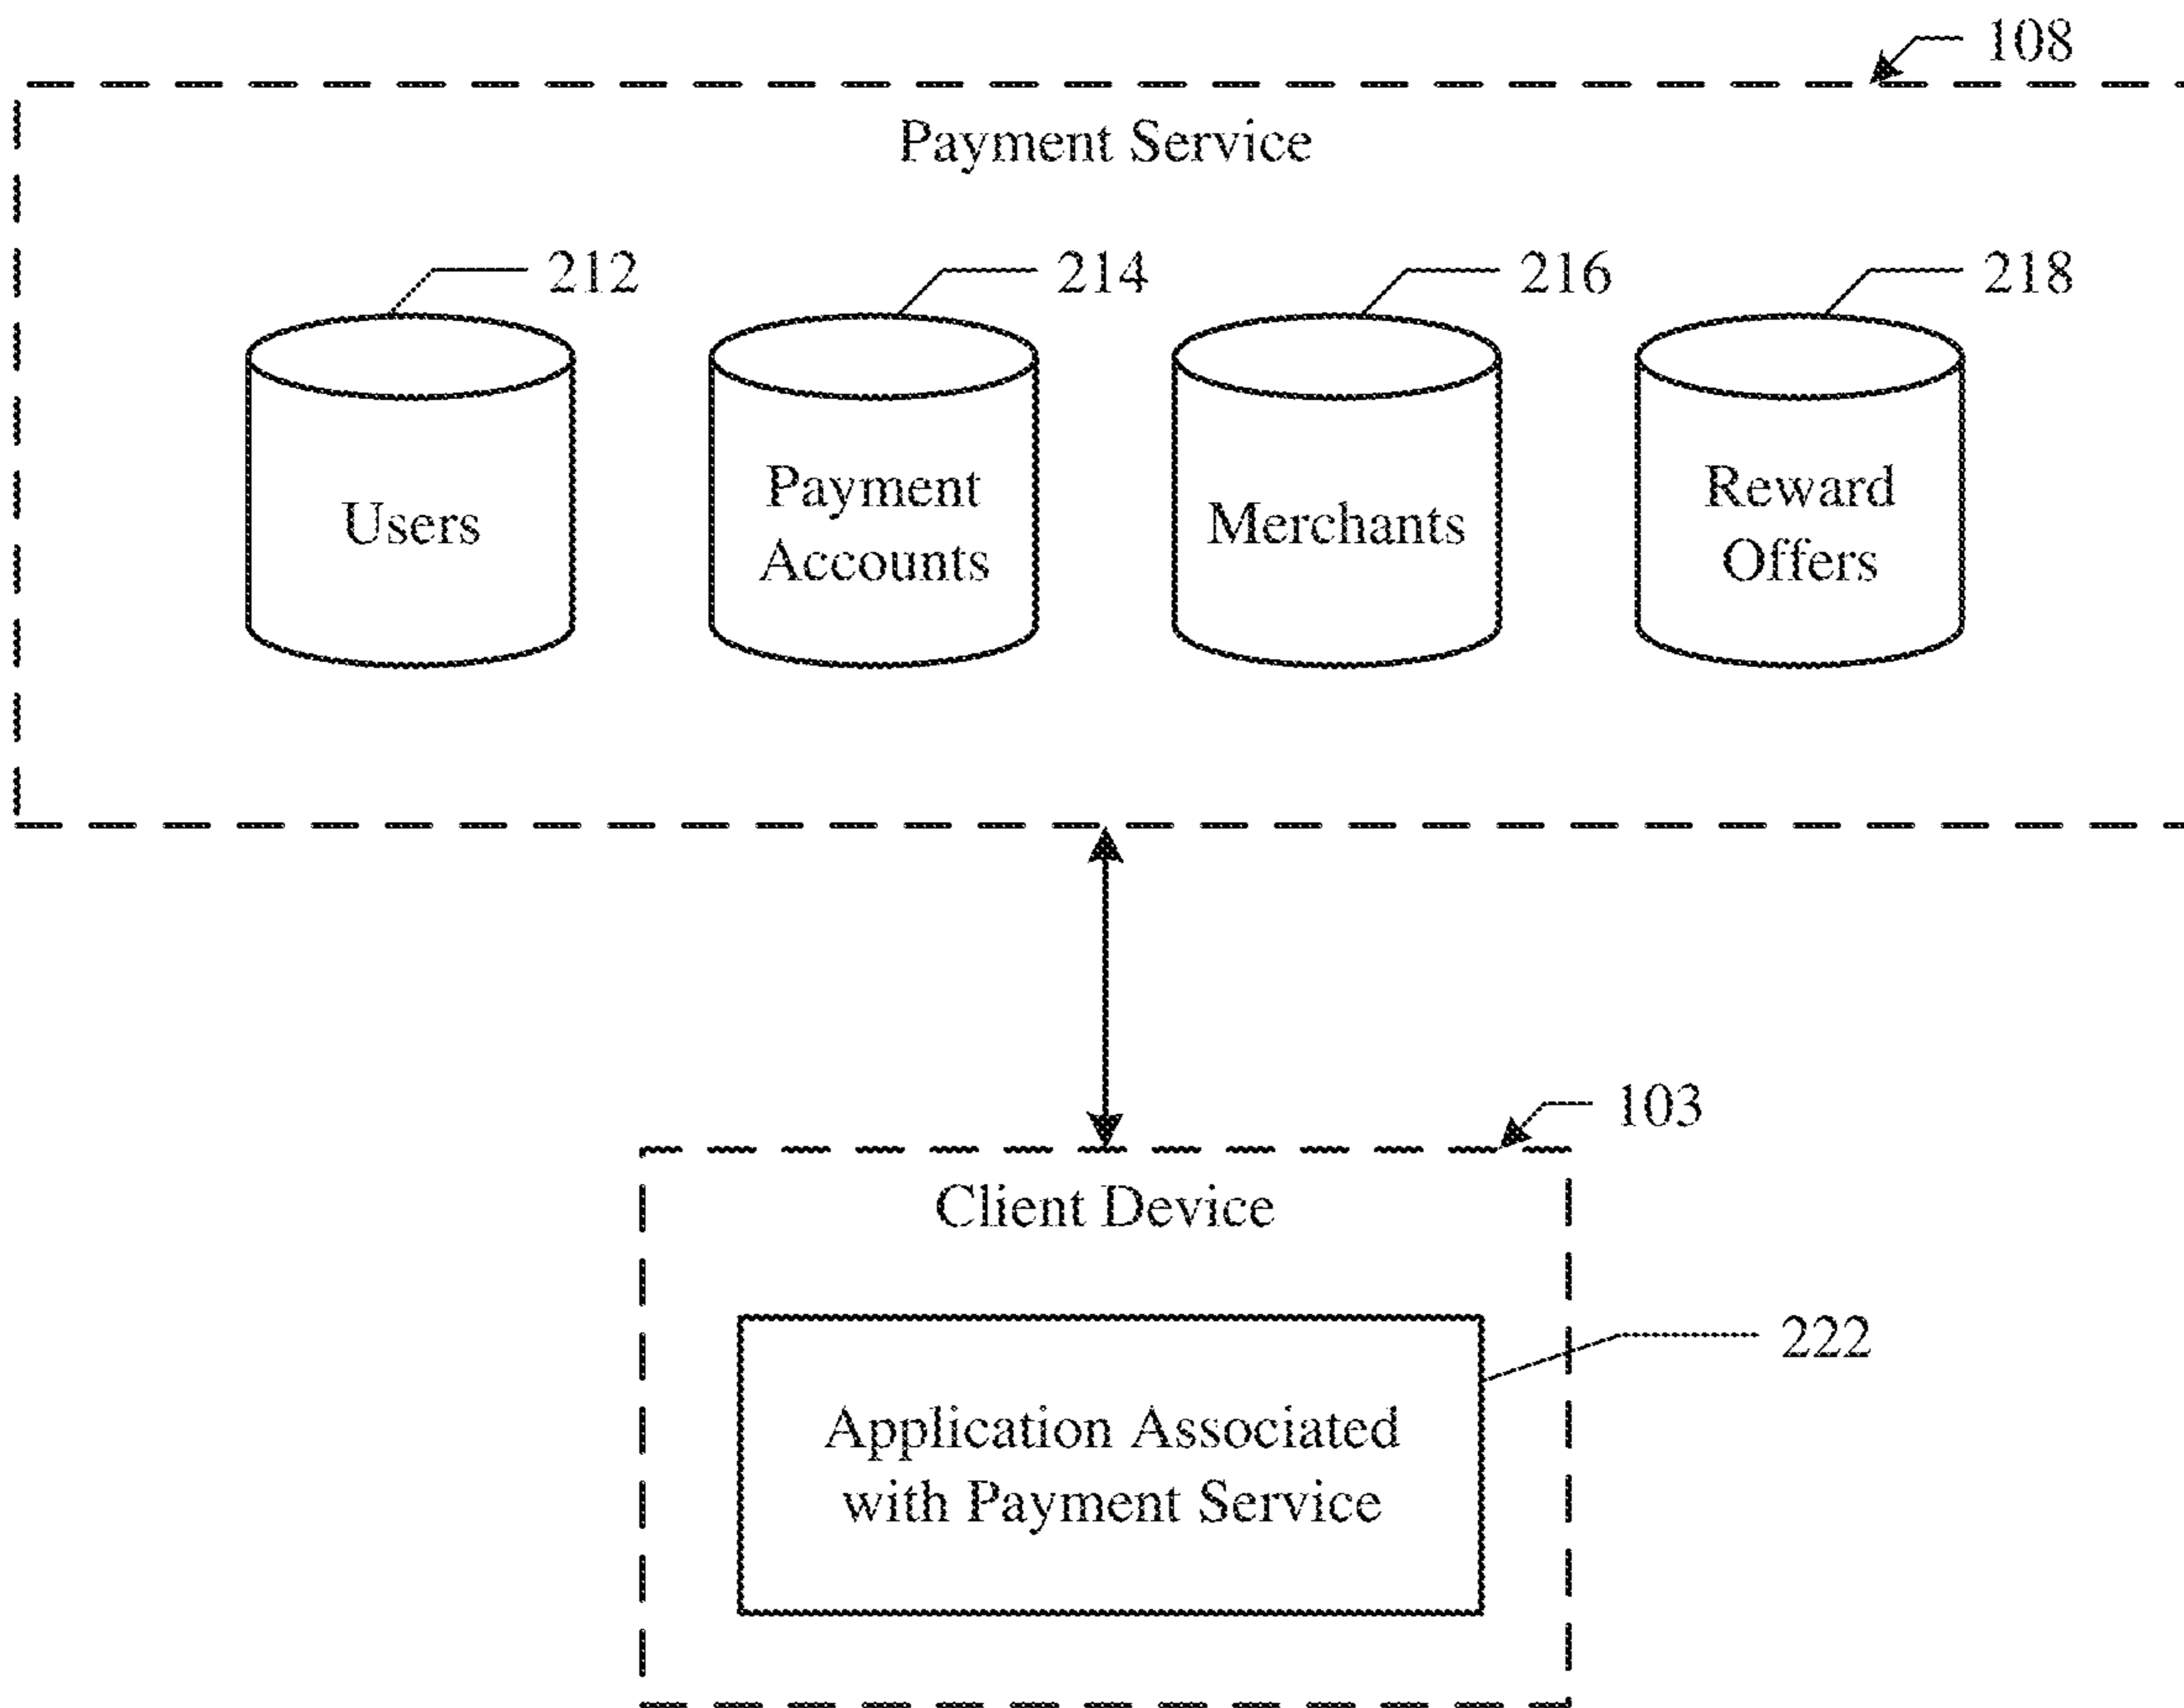 108
Payment Service
212
214
216
218
Users
Payment
Accounts
Merchants
Reward
Offers
103
Client Device
222
Application Associated
with Payment Service